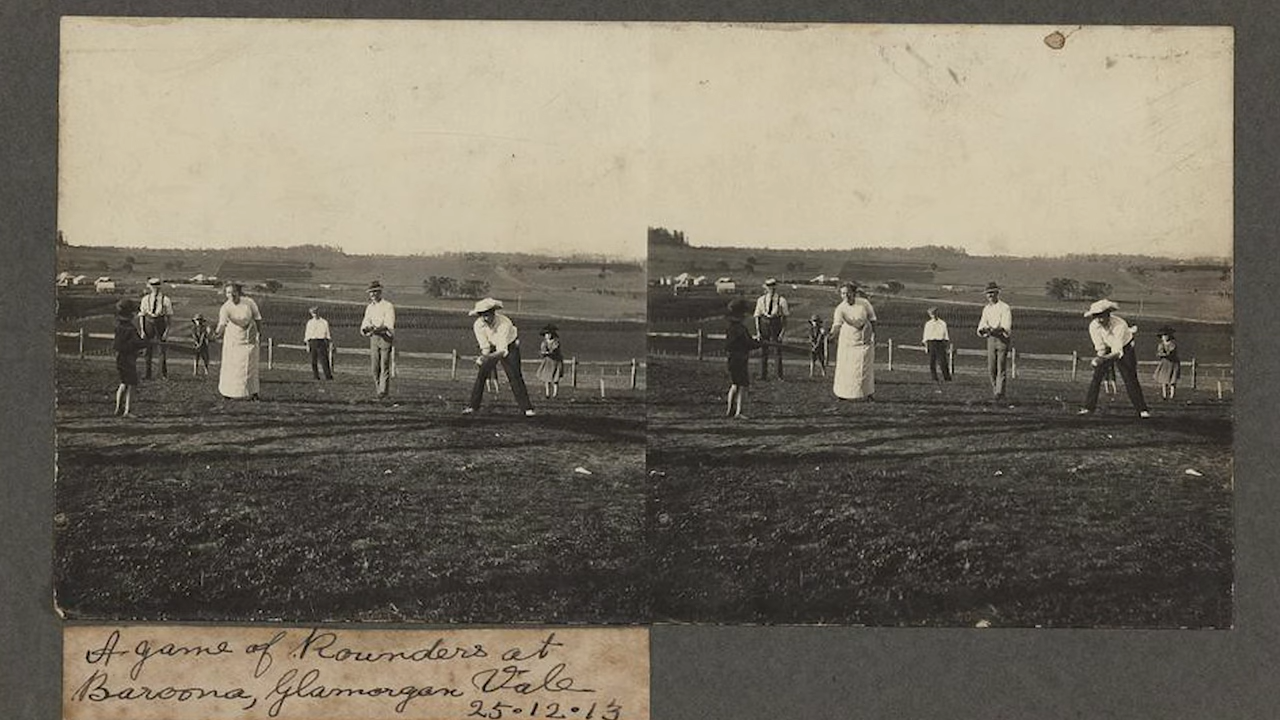 A game of Rounders at
Baroona, Glamorgan Vale
25•12•13